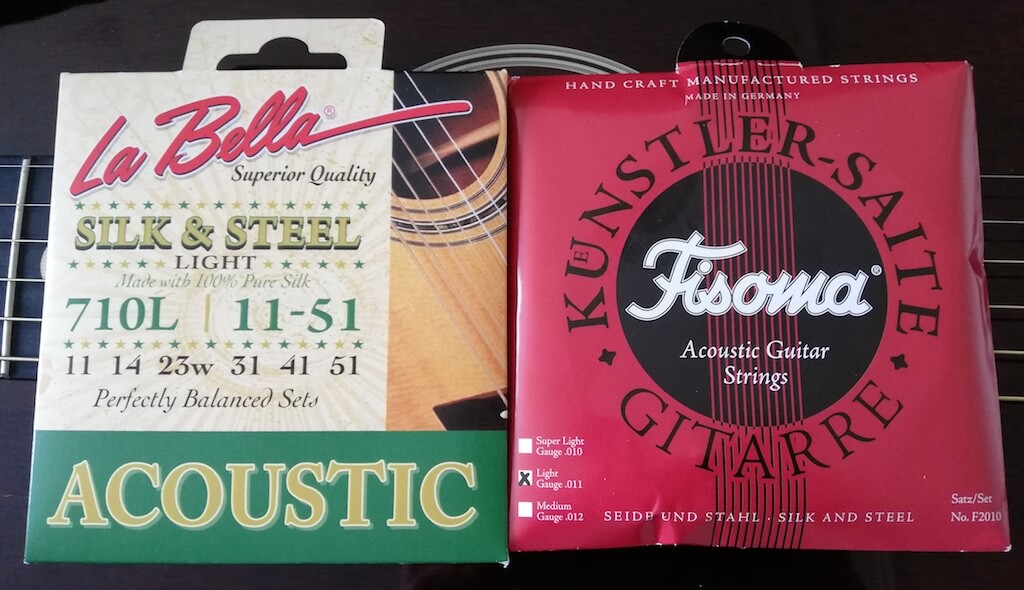 La Bella®
Superior Quality
SILK & STEEL
LIGHT
Made with 100% Pure Silk
710L | 11-51
11 14 23w 31 41 51
Perfectly Balanced Sets
ACOUSTIC
HAND CRAFT MANUFACTURED STRINGS
MADE IN GERMANY
KUENSTLER-SAITE
Fisoma®
Acoustic Guitar
Strings
GITARRE
Super Light
Gauge .010
X Light
Gauge .011
Medium
Gauge .012
SEIDE UND STAHL · SILK AND STEEL
Satz/Set
No. F2010